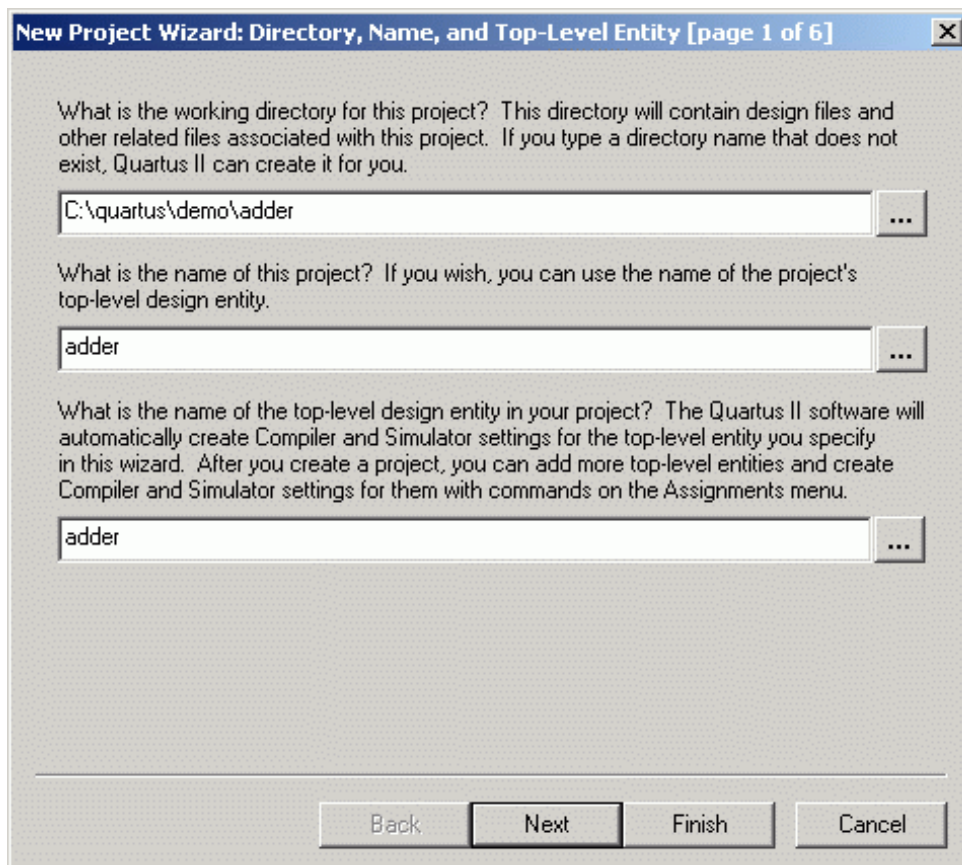 New Project Wizard: Directory, Name, and Top-Level Entity [page 1 of 6]
What is the working directory for this project? This directory will contain design files and
other related files associated with this project. If you type a directory name that does not
exist, Quartus II can create it for you.
C:\quartus\demo\adder
...
What is the name of this project? If you wish, you can use the name of the project's
top-level design entity.
adder
...
What is the name of the top-level design entity in your project? The Quartus II software will
automatically create Compiler and Simulator settings for the top-level entity you specify
in this wizard. After you create a project, you can add more top-level entities and create
Compiler and Simulator settings for them with commands on the Assignments menu.
adder
...
Back
Next
Finish
Cancel